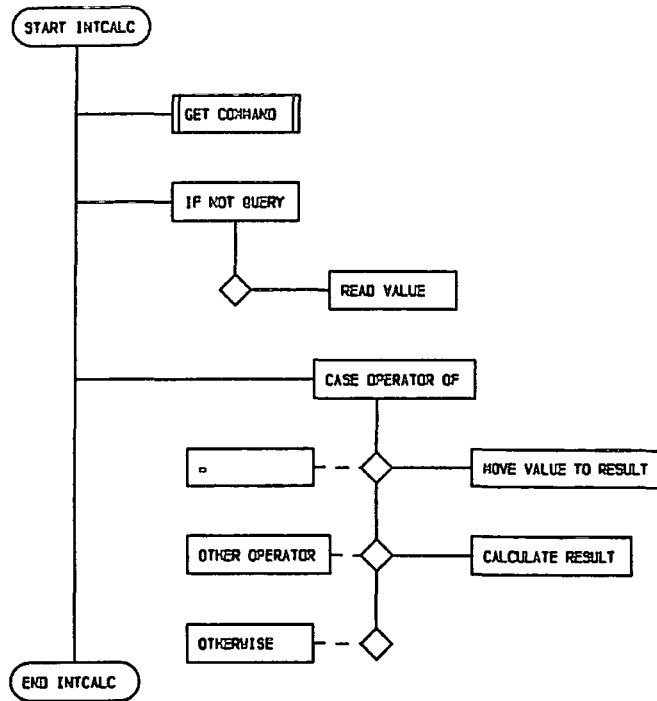 START INTCALC
GET COMMAND
IF NOT QUERY
READ VALUE
CASE OPERATOR OF
=
MOVE VALUE TO RESULT
OTHER OPERATOR
CALCULATE RESULT
OTHERWISE
END INTCALC